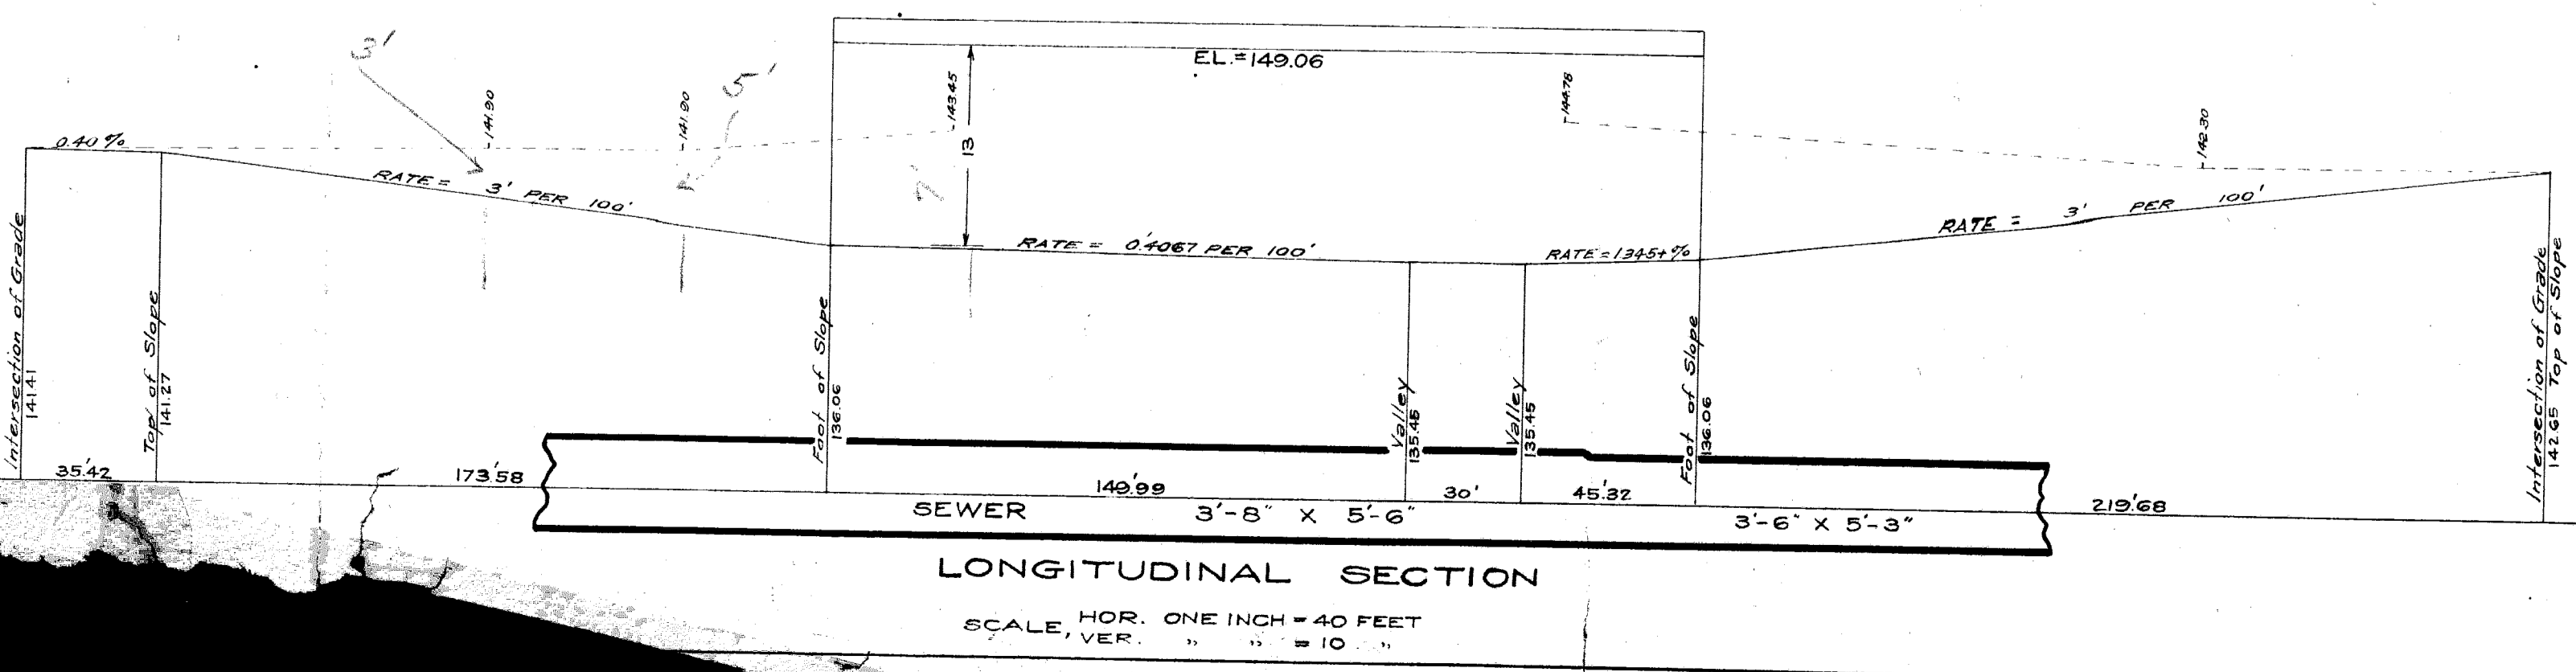 3'
5'
7'
EL.=149.06
141.90
141.90
143.45
13
144.78
142.30
0.40 %
RATE = 3' PER 100'
RATE = 0.4067 PER 100'
RATE = 1.345+%
RATE = 3' PER 100'
Intersection of Grade
141.41
Top of Slope
141.27
Foot of Slope
136.06
Valley
135.45
Valley
135.45
Foot of Slope
136.06
Intersection of Grade
142.65 Top of Slope
35.'42
173.'58
149.'99
30'
45.'32
219.'68
SEWER 3'-8" X 5'-6"
3'-6" X 5'-3"
LONGITUDINAL SECTION
SCALE, HOR. ONE INCH = 40 FEET
VER. " " = 10 "